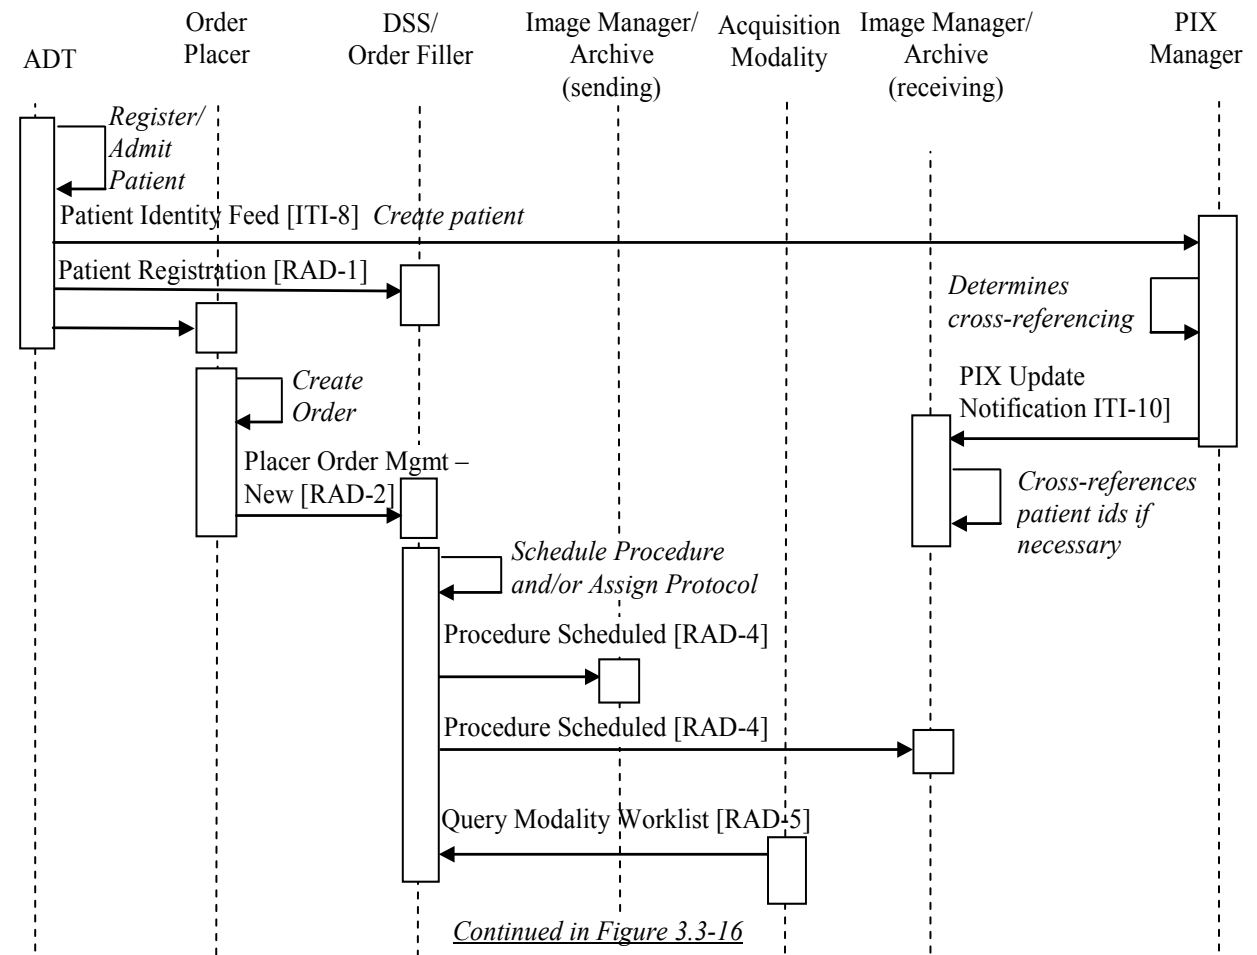 ADT
Order
Placer
DSS/
Order Filler
Image Manager/
Archive
(sending)
Acquisition
Modality
Image Manager/
Archive
(receiving)
PIX
Manager
Register/
Admit
Patient
Patient Identity Feed [ITI-8] Create patient
Patient Registration [RAD-1]
Determines
cross-referencing
PIX Update
Notification ITI-10]
Create
Order
Placer Order Mgmt –
New [RAD-2]
Cross-references
patient ids if
necessary
Schedule Procedure
and/or Assign Protocol
Procedure Scheduled [RAD-4]
Procedure Scheduled [RAD-4]
Query Modality Worklist [RAD-5]
Continued in Figure 3.3-16